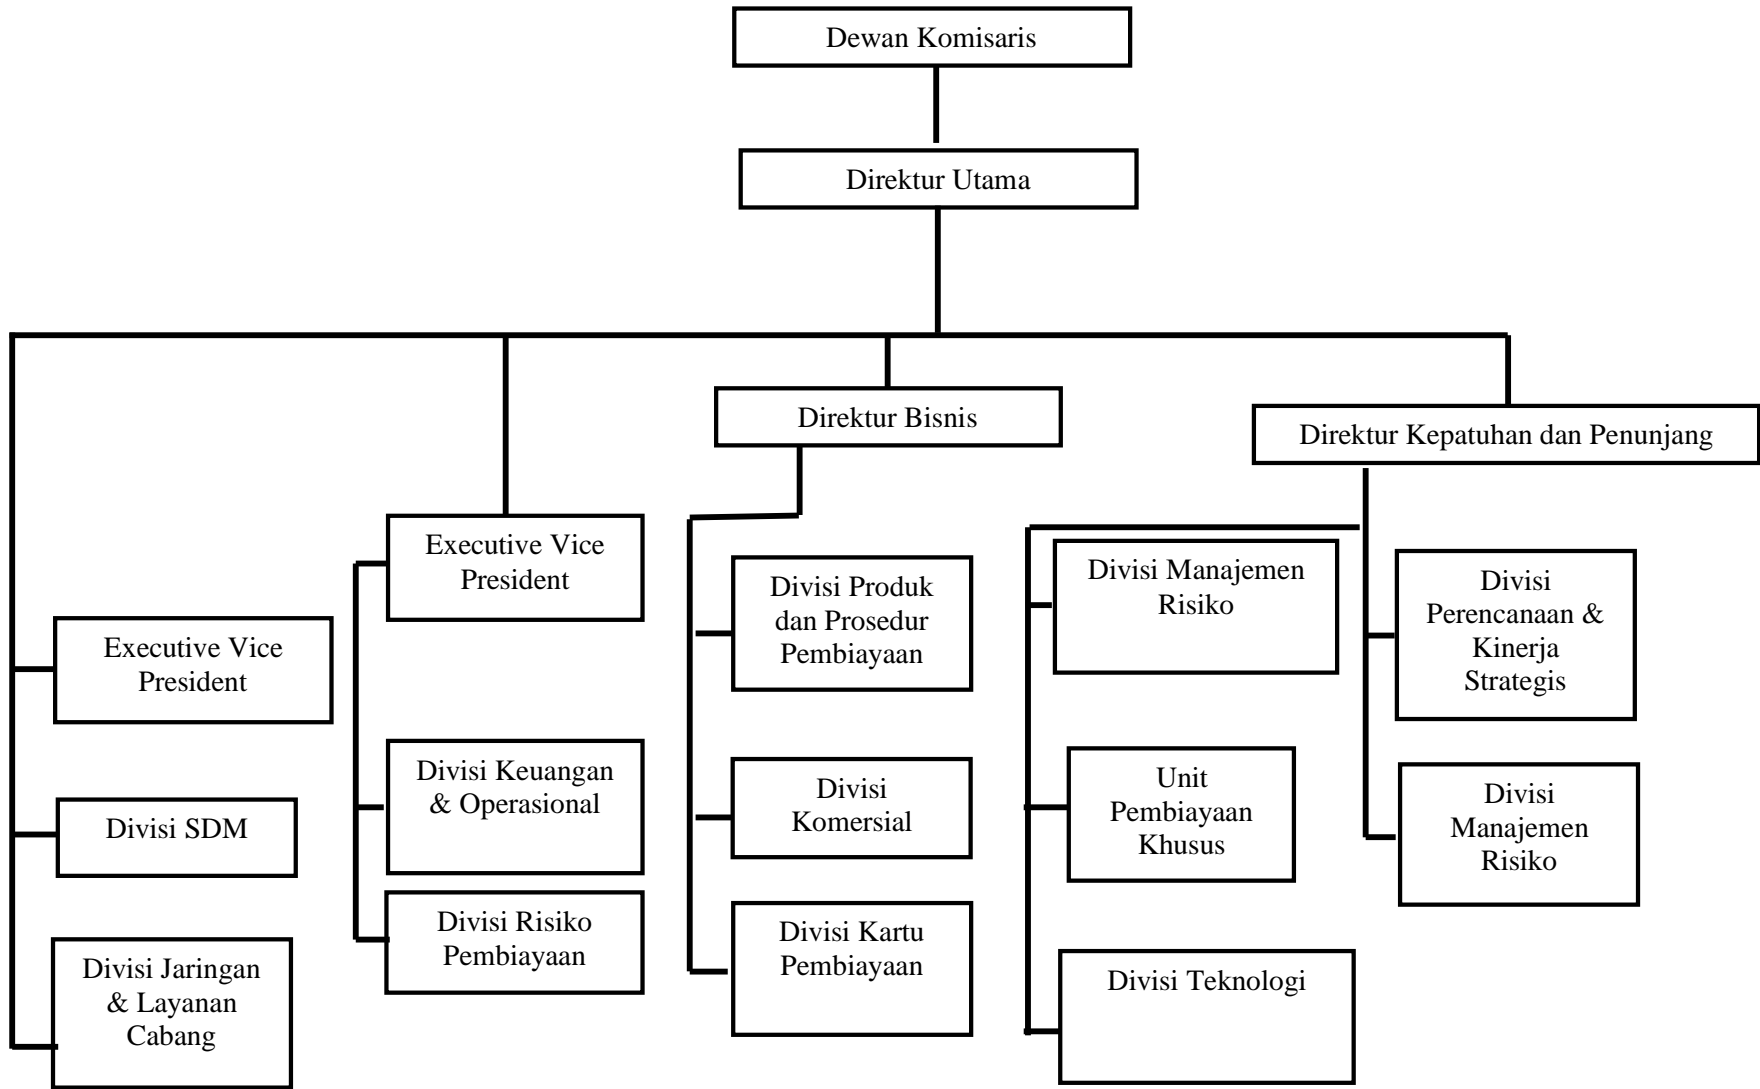 Dewan Komisaris
Direktur Utama
Direktur Bisnis
Direktur Kepatuhan dan Penunjang
Executive Vice
President
Divisi SDM
Divisi Jaringan
& Layanan
Cabang
Executive Vice
President
Divisi Keuangan
& Operasional
Divisi Risiko
Pembiayaan
Divisi Produk
dan Prosedur
Pembiayaan
Divisi
Komersial
Divisi Kartu
Pembiayaan
Divisi Manajemen
Risiko
Unit
Pembiayaan
Khusus
Divisi Teknologi
Divisi
Perencanaan &
Kinerja
Strategis
Divisi
Manajemen
Risiko